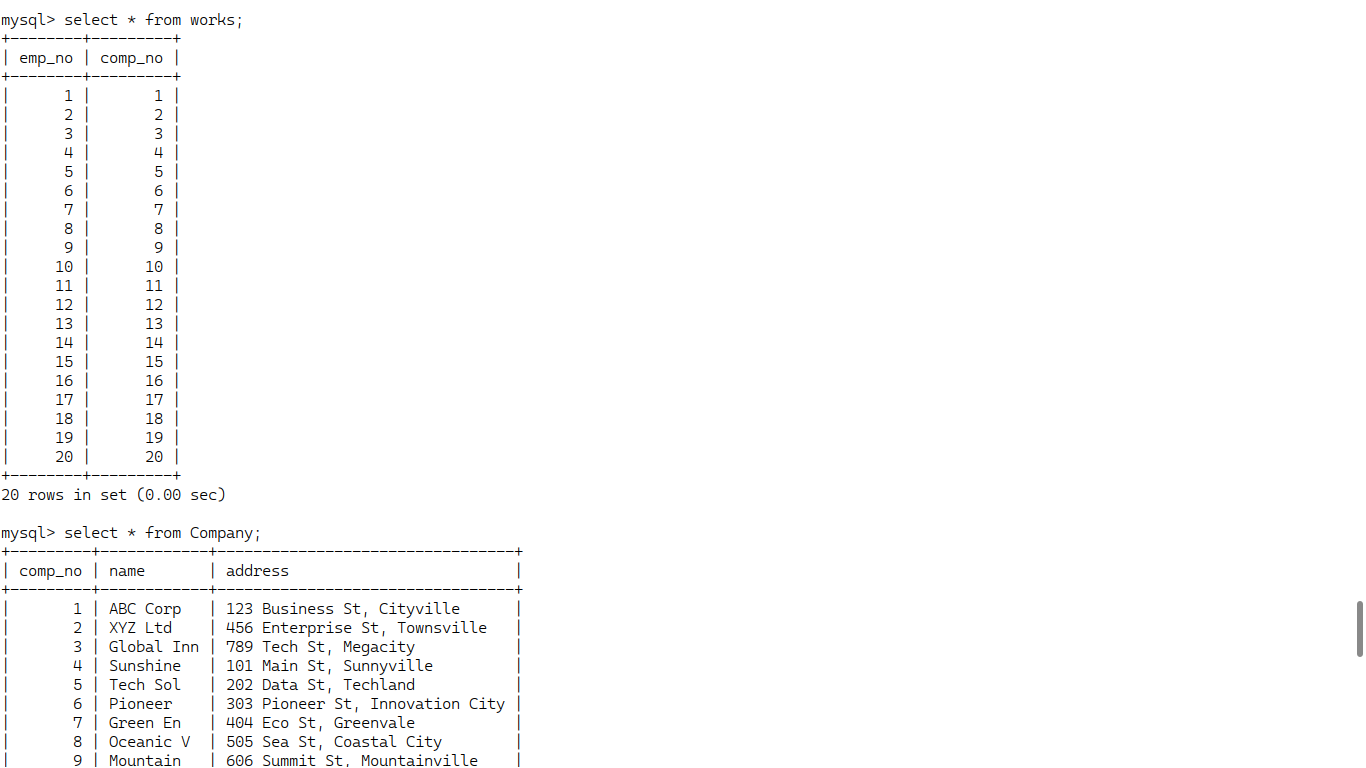 mysql> select * from works;
+--------+---------+
| emp_no | comp_no |
+--------+---------+
|      1 |       1 |
|      2 |       2 |
|      3 |       3 |
|      4 |       4 |
|      5 |       5 |
|      6 |       6 |
|      7 |       7 |
|      8 |       8 |
|      9 |       9 |
|     10 |      10 |
|     11 |      11 |
|     12 |      12 |
|     13 |      13 |
|     14 |      14 |
|     15 |      15 |
|     16 |      16 |
|     17 |      17 |
|     18 |      18 |
|     19 |      19 |
|     20 |      20 |
+--------+---------+
20 rows in set (0.00 sec)

mysql> select * from Company;
+---------+------------+---------------------------------+
| comp_no | name       | address                         |
+---------+------------+---------------------------------+
|       1 | ABC Corp   | 123 Business St, Cityville      |
|       2 | XYZ Ltd    | 456 Enterprise St, Townsville   |
|       3 | Global Inn | 789 Tech St, Megacity           |
|       4 | Sunshine   | 101 Main St, Sunnyville         |
|       5 | Tech Sol   | 202 Data St, Techland           |
|       6 | Pioneer    | 303 Pioneer St, Innovation City |
|       7 | Green En   | 404 Eco St, Greenvale           |
|       8 | Oceanic V  | 505 Sea St, Coastal City        |
|       9 | Mountain   | 606 Summit St, Mountainville    |